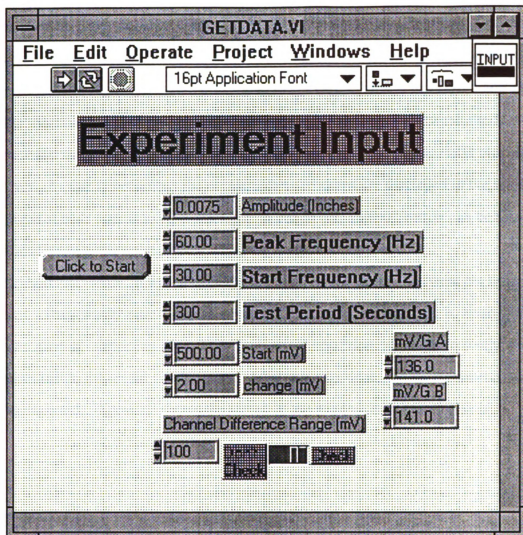 GETDATA.VI
File Edit Operate Project Windows Help
INPUT
16pt Application Font
Experiment Input
0.0075 Amplitude (Inches)
60.00 Peak Frequency (Hz)
Click to Start
30.00 Start Frequency (Hz)
300 Test Period (Seconds)
500.00 Start (mV)
mV/G A
136.0
2.00 change (mV)
mV/G B
141.0
Channel Difference Range (mV)
100
Check
Check